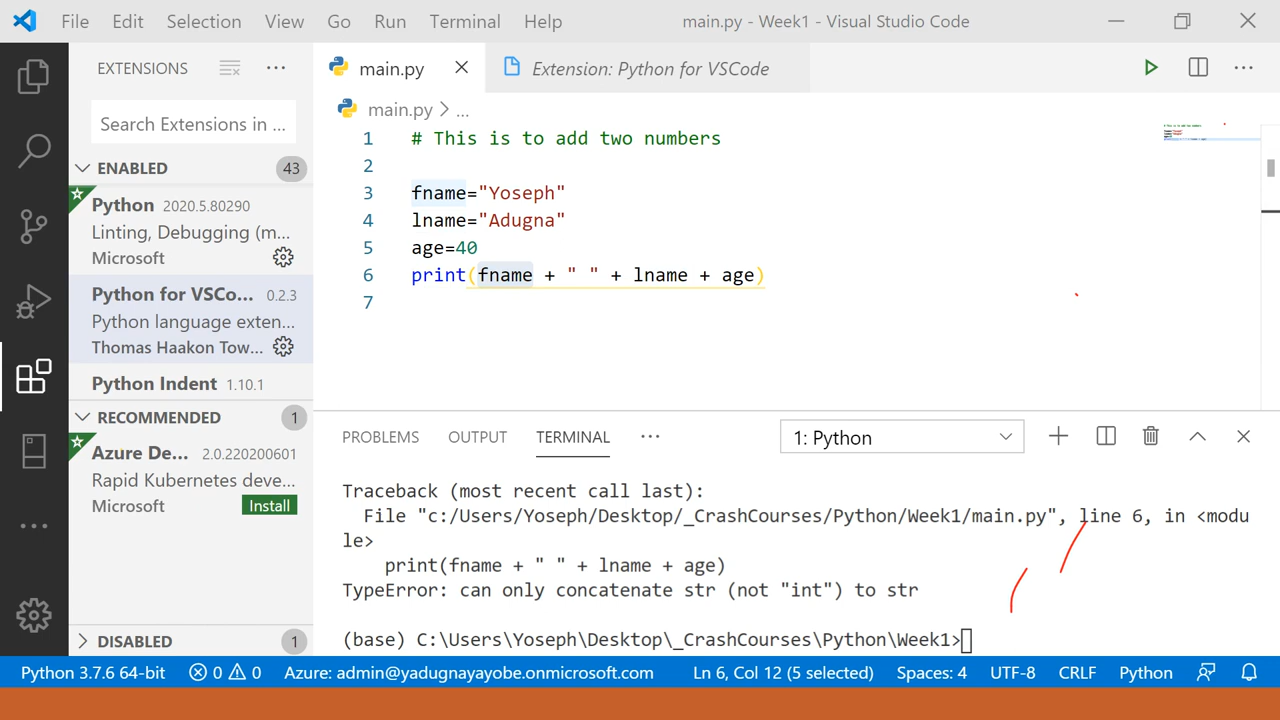 File Edit Selection View Go Run Terminal Help main.py - Week1 - Visual Studio Code
EXTENSIONS
Search Extensions in ...
ENABLED 43
Python 2020.5.80290
Linting, Debugging (m...
Microsoft
Python for VSCo... 0.2.3
Python language exten...
Thomas Haakon Tow...
Python Indent 1.10.1
RECOMMENDED 1
Azure De... 2.0.220200601
Rapid Kubernetes deve...
Microsoft Install
DISABLED 1
main.py Extension: Python for VSCode
main.py > ...
1 # This is to add two numbers
2
3 fname="Yoseph"
4 lname="Adugna"
5 age=40
6 print(fname + " " + lname + age)
7
PROBLEMS OUTPUT TERMINAL ... 1: Python
Traceback (most recent call last):
File "c:/Users/Yoseph/Desktop/_CrashCourses/Python/Week1/main.py", line 6, in <modu
le>
print(fname + " " + lname + age)
TypeError: can only concatenate str (not "int") to str
(base) C:\Users\Yoseph\Desktop\_CrashCourses\Python\Week1>
Python 3.7.6 64-bit 0 0 Azure: admin@yadugnayayobe.onmicrosoft.com Ln 6, Col 12 (5 selected) Spaces: 4 UTF-8 CRLF Python